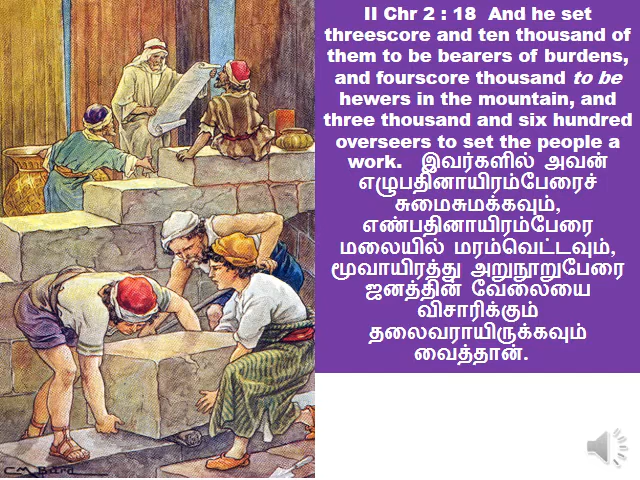 II Chr 2 : 18  And he set
threescore and ten thousand of
them to be bearers of burdens,
and fourscore thousand to be
hewers in the mountain, and
three thousand and six hundred
overseers to set the people a
work.   இவர்களில் அவன்
எழுபதினாயிரம்பேரைச்
சுமைசுமக்கவும்,
எண்பதினாயிரம்பேரை
மலையில் மரம்வெட்டவும்,
மூவாயிரத்து அறுநூறுபேரை
ஜனத்தின் வேலையை
விசாரிக்கும்
தலைவராயிருக்கவும்
வைத்தான்.